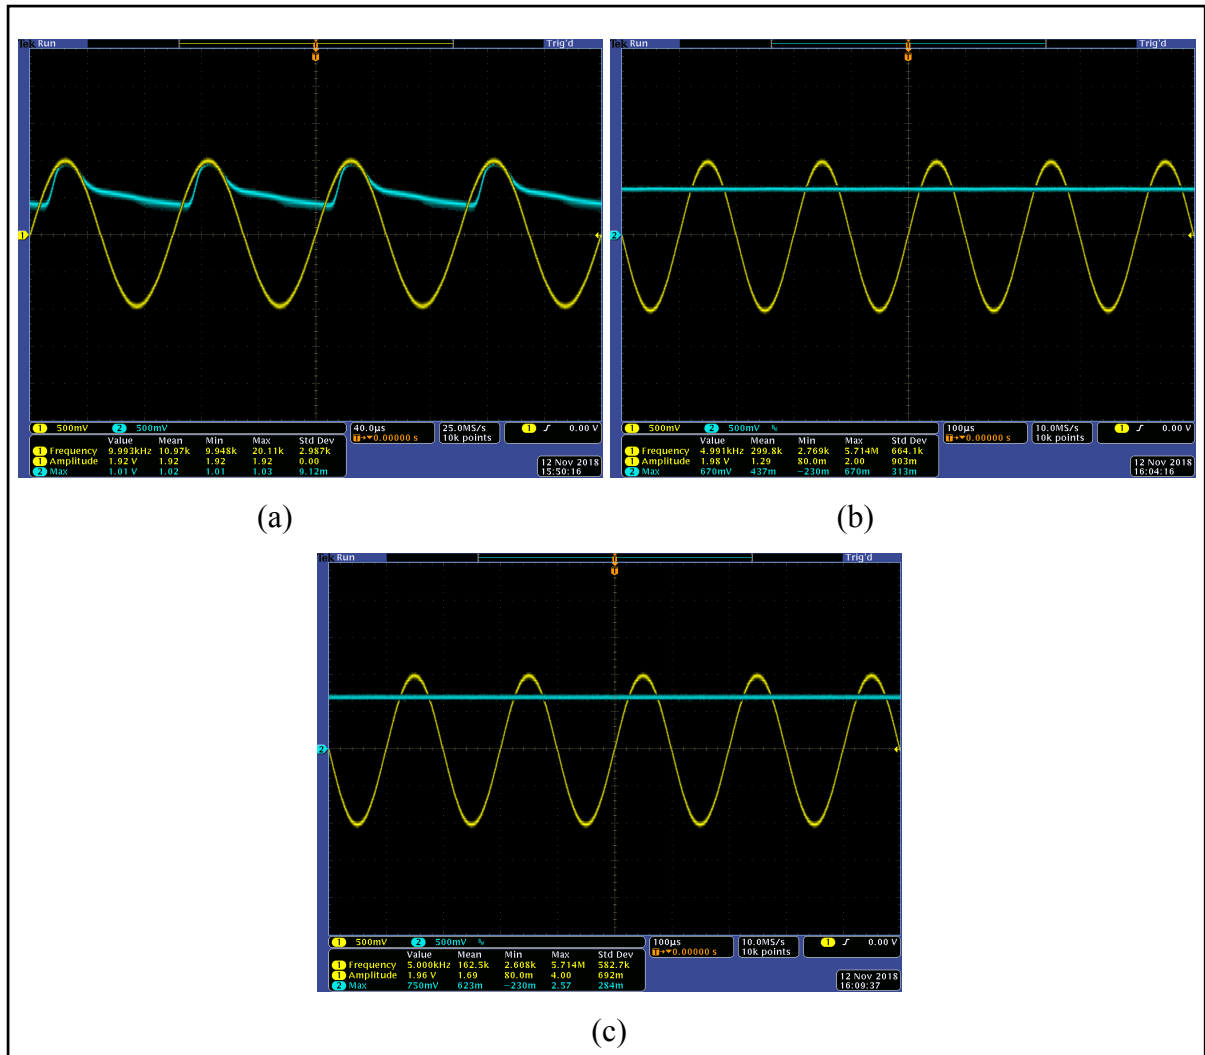 Tek Run Trig'd
T
T
1
1 500mV 2 500mV
Value Mean Min Max Std Dev
1 Frequency 9.993kHz 10.97k 9.948k 20.11k 2.987k
1 Amplitude 1.92 V 1.92 1.92 1.92 0.00
2 Max 1.01 V 1.02 1.01 1.03 9.12m
40.0µs
T→▼0.00000 s
25.0MS/s
10k points
1 0.00 V
12 Nov 2018
15:50:16
(a)
Tek Run Trig'd
T
T
2
1 500mV 2 500mV
Value Mean Min Max Std Dev
1 Frequency 4.991kHz 299.8k 2.769k 5.714M 664.1k
1 Amplitude 1.98 V 1.29 80.0m 2.00 903m
2 Max 670mV 437m −230m 670m 313m
100µs
T→▼0.00000 s
10.0MS/s
10k points
1 0.00 V
12 Nov 2018
16:04:16
(b)
Tek Run Trig'd
T
T
2
1 500mV 2 500mV
Value Mean Min Max Std Dev
1 Frequency 5.000kHz 162.5k 2.608k 5.714M 582.7k
1 Amplitude 1.96 V 1.69 80.0m 4.00 692m
2 Max 750mV 623m −230m 2.57 284m
100µs
T→▼0.00000 s
10.0MS/s
10k points
1 0.00 V
12 Nov 2018
16:09:37
(c)